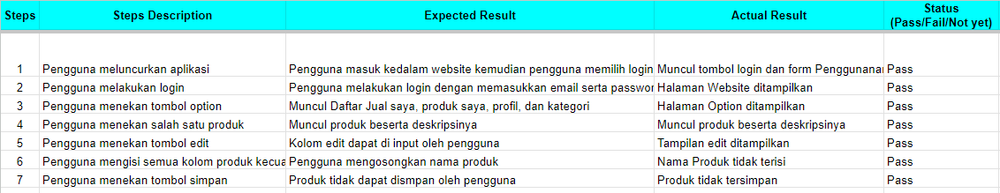 Steps Steps Description Expected Result Actual Result Status (Pass/Fail/Not yet)
1 Pengguna meluncurkan aplikasi Pengguna masuk kedalam website kemudian pengguna memilih login Muncul tombol login dan form Penggunanan Pass
2 Pengguna melakukan login Pengguna melakukan login dengan memasukkan email serta passwor Halaman Website ditampilkan Pass
3 Pengguna menekan tombol option Muncul Daftar Jual saya, produk saya, profil, dan kategori Halaman Option ditampilkan Pass
4 Pengguna menekan salah satu produk Muncul produk beserta deskripsinya Muncul produk beserta deskripsinya Pass
5 Pengguna menekan tombol edit Kolom edit dapat di input oleh pengguna Tampilan edit ditampilkan Pass
6 Pengguna mengisi semua kolom produk kecua Pengguna mengosongkan nama produk Nama Produk tidak terisi Pass
7 Pengguna menekan tombol simpan Produk tidak dapat dismpan oleh pengguna Produk tidak tersimpan Pass